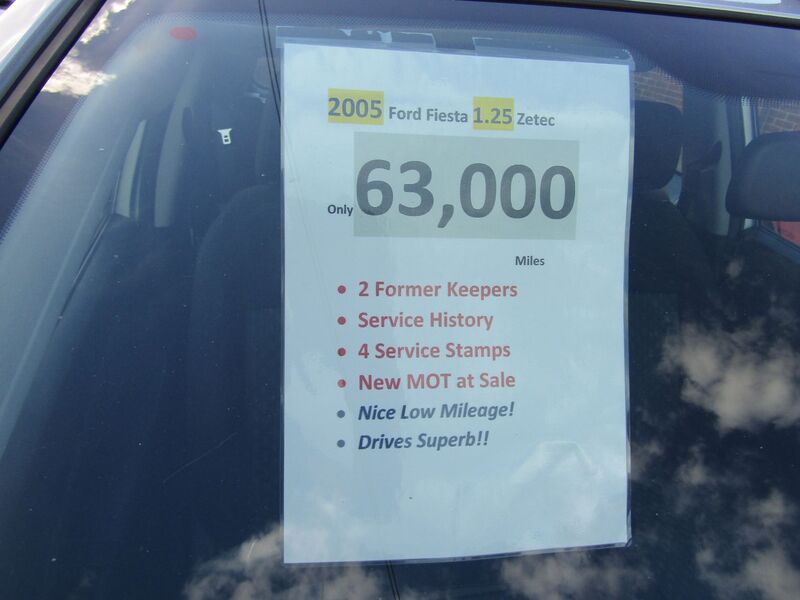 2005 Ford Fiesta 1.25 Zetec
Only 63,000
Miles
• 2 Former Keepers
• Service History
• 4 Service Stamps
• New MOT at Sale
• Nice Low Mileage!
• Drives Superb!!